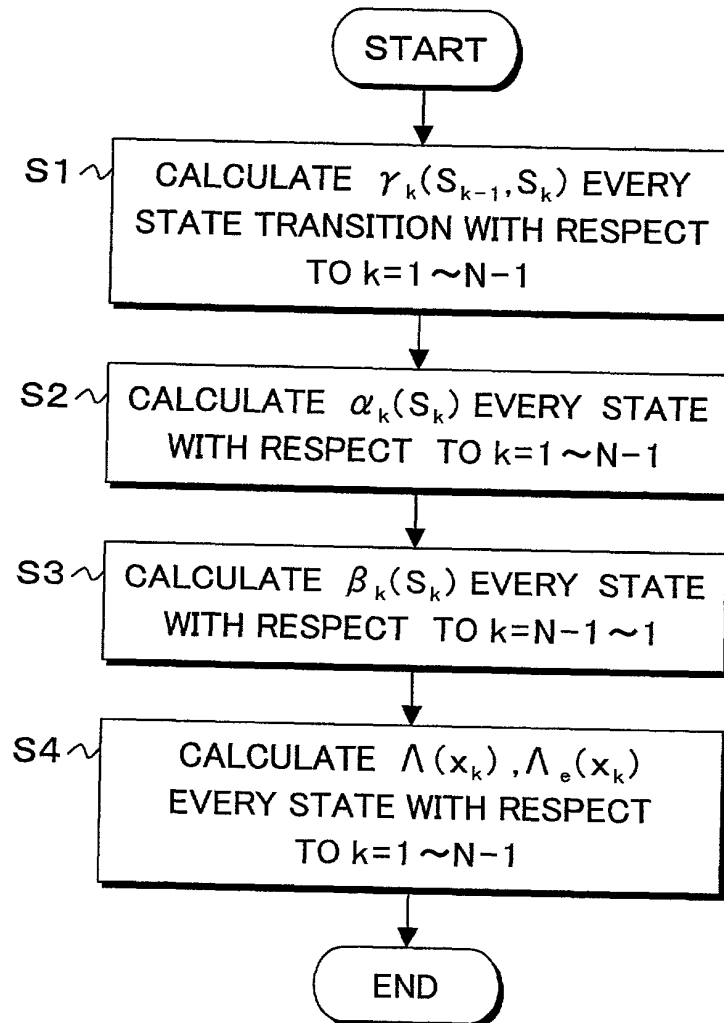 START
S1
CALCULATE γk(Sk-1,Sk) EVERY
STATE TRANSITION WITH RESPECT
TO k=1~N-1
S2
CALCULATE αk(Sk) EVERY STATE
WITH RESPECT TO k=1~N-1
S3
CALCULATE βk(Sk) EVERY STATE
WITH RESPECT TO k=N-1~1
S4
CALCULATE Λ(xk),Λe(xk)
EVERY STATE WITH RESPECT
TO k=1~N-1
END